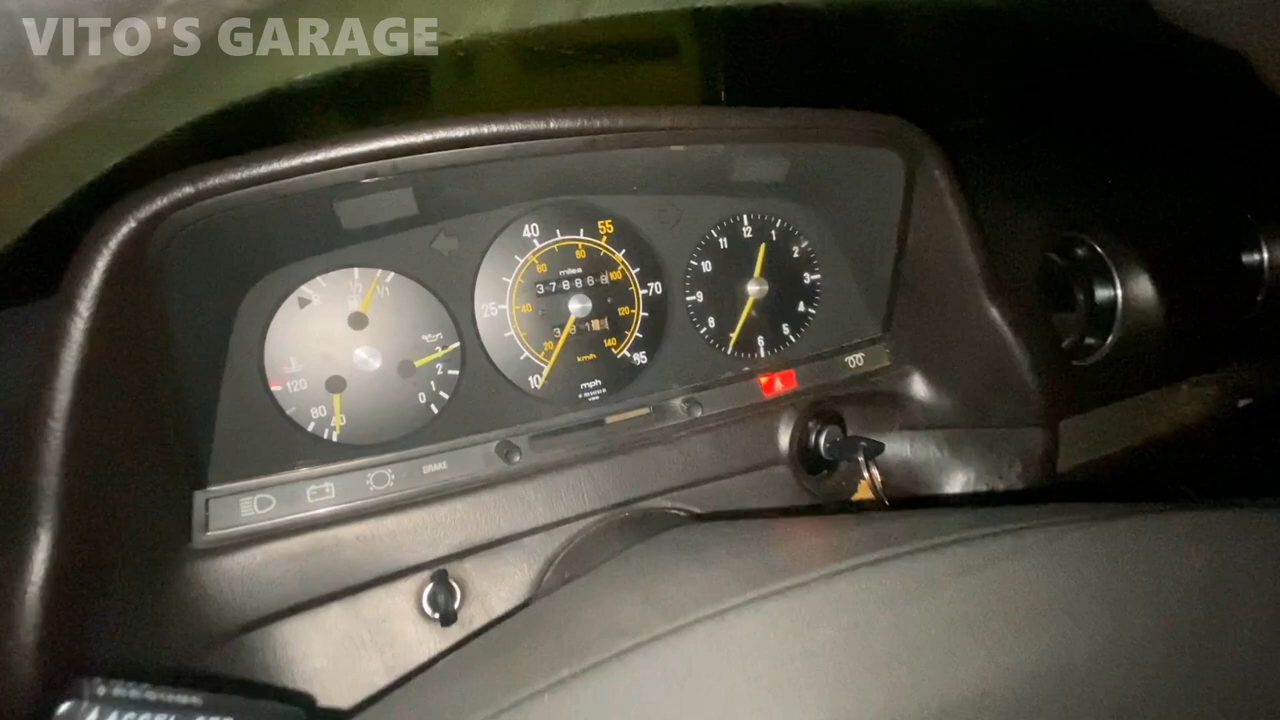 VITO'S GARAGE
R 1/2 1/1
120
80
40
3
2
1
0
40 55
25 70
10 85
60 80 100
40 120
20 140
miles
378868
381
kmh
mph
12 1 2 3 4 5 6 8 9 10 11
BRAKE